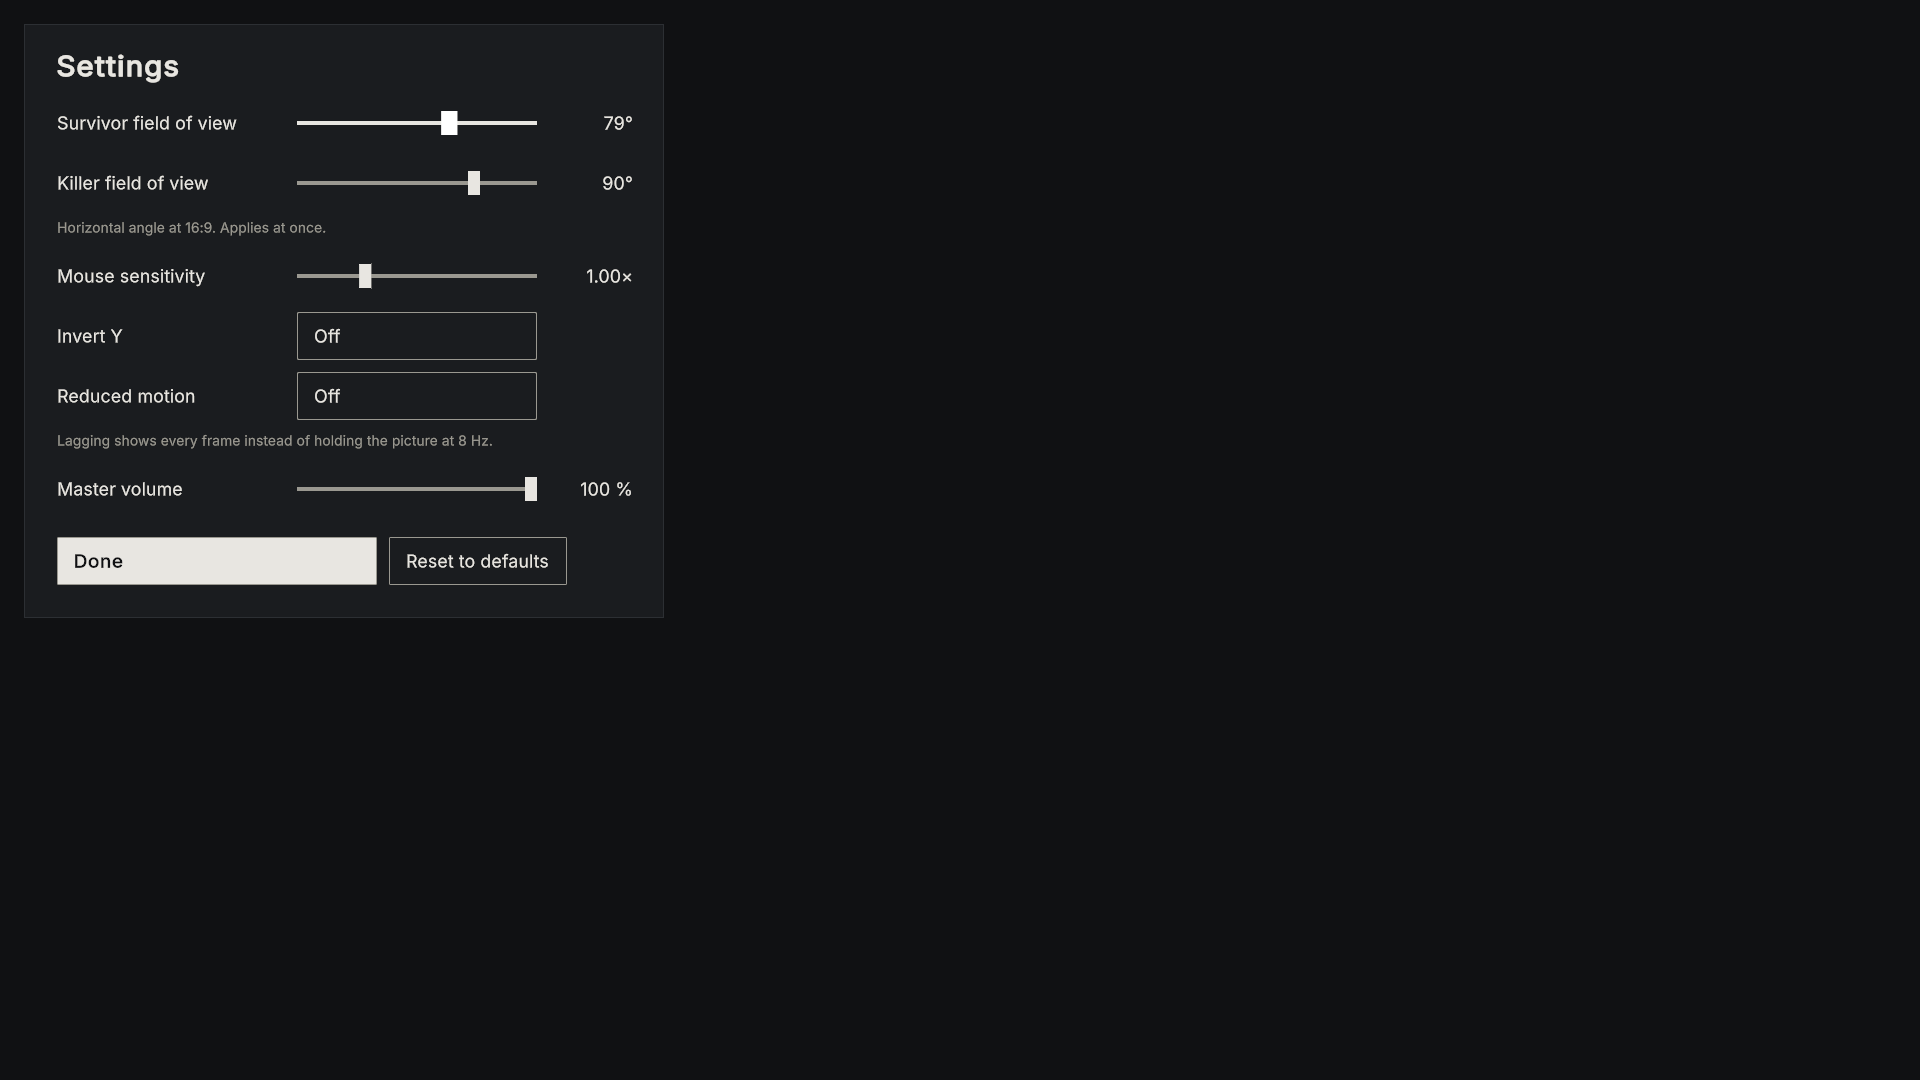 Settings
Survivor field of view 79°
Killer field of view 90°
Horizontal angle at 16:9. Applies at once.
Mouse sensitivity 1.00×
Invert Y Off
Reduced motion Off
Lagging shows every frame instead of holding the picture at 8 Hz.
Master volume 100 %
Done Reset to defaults